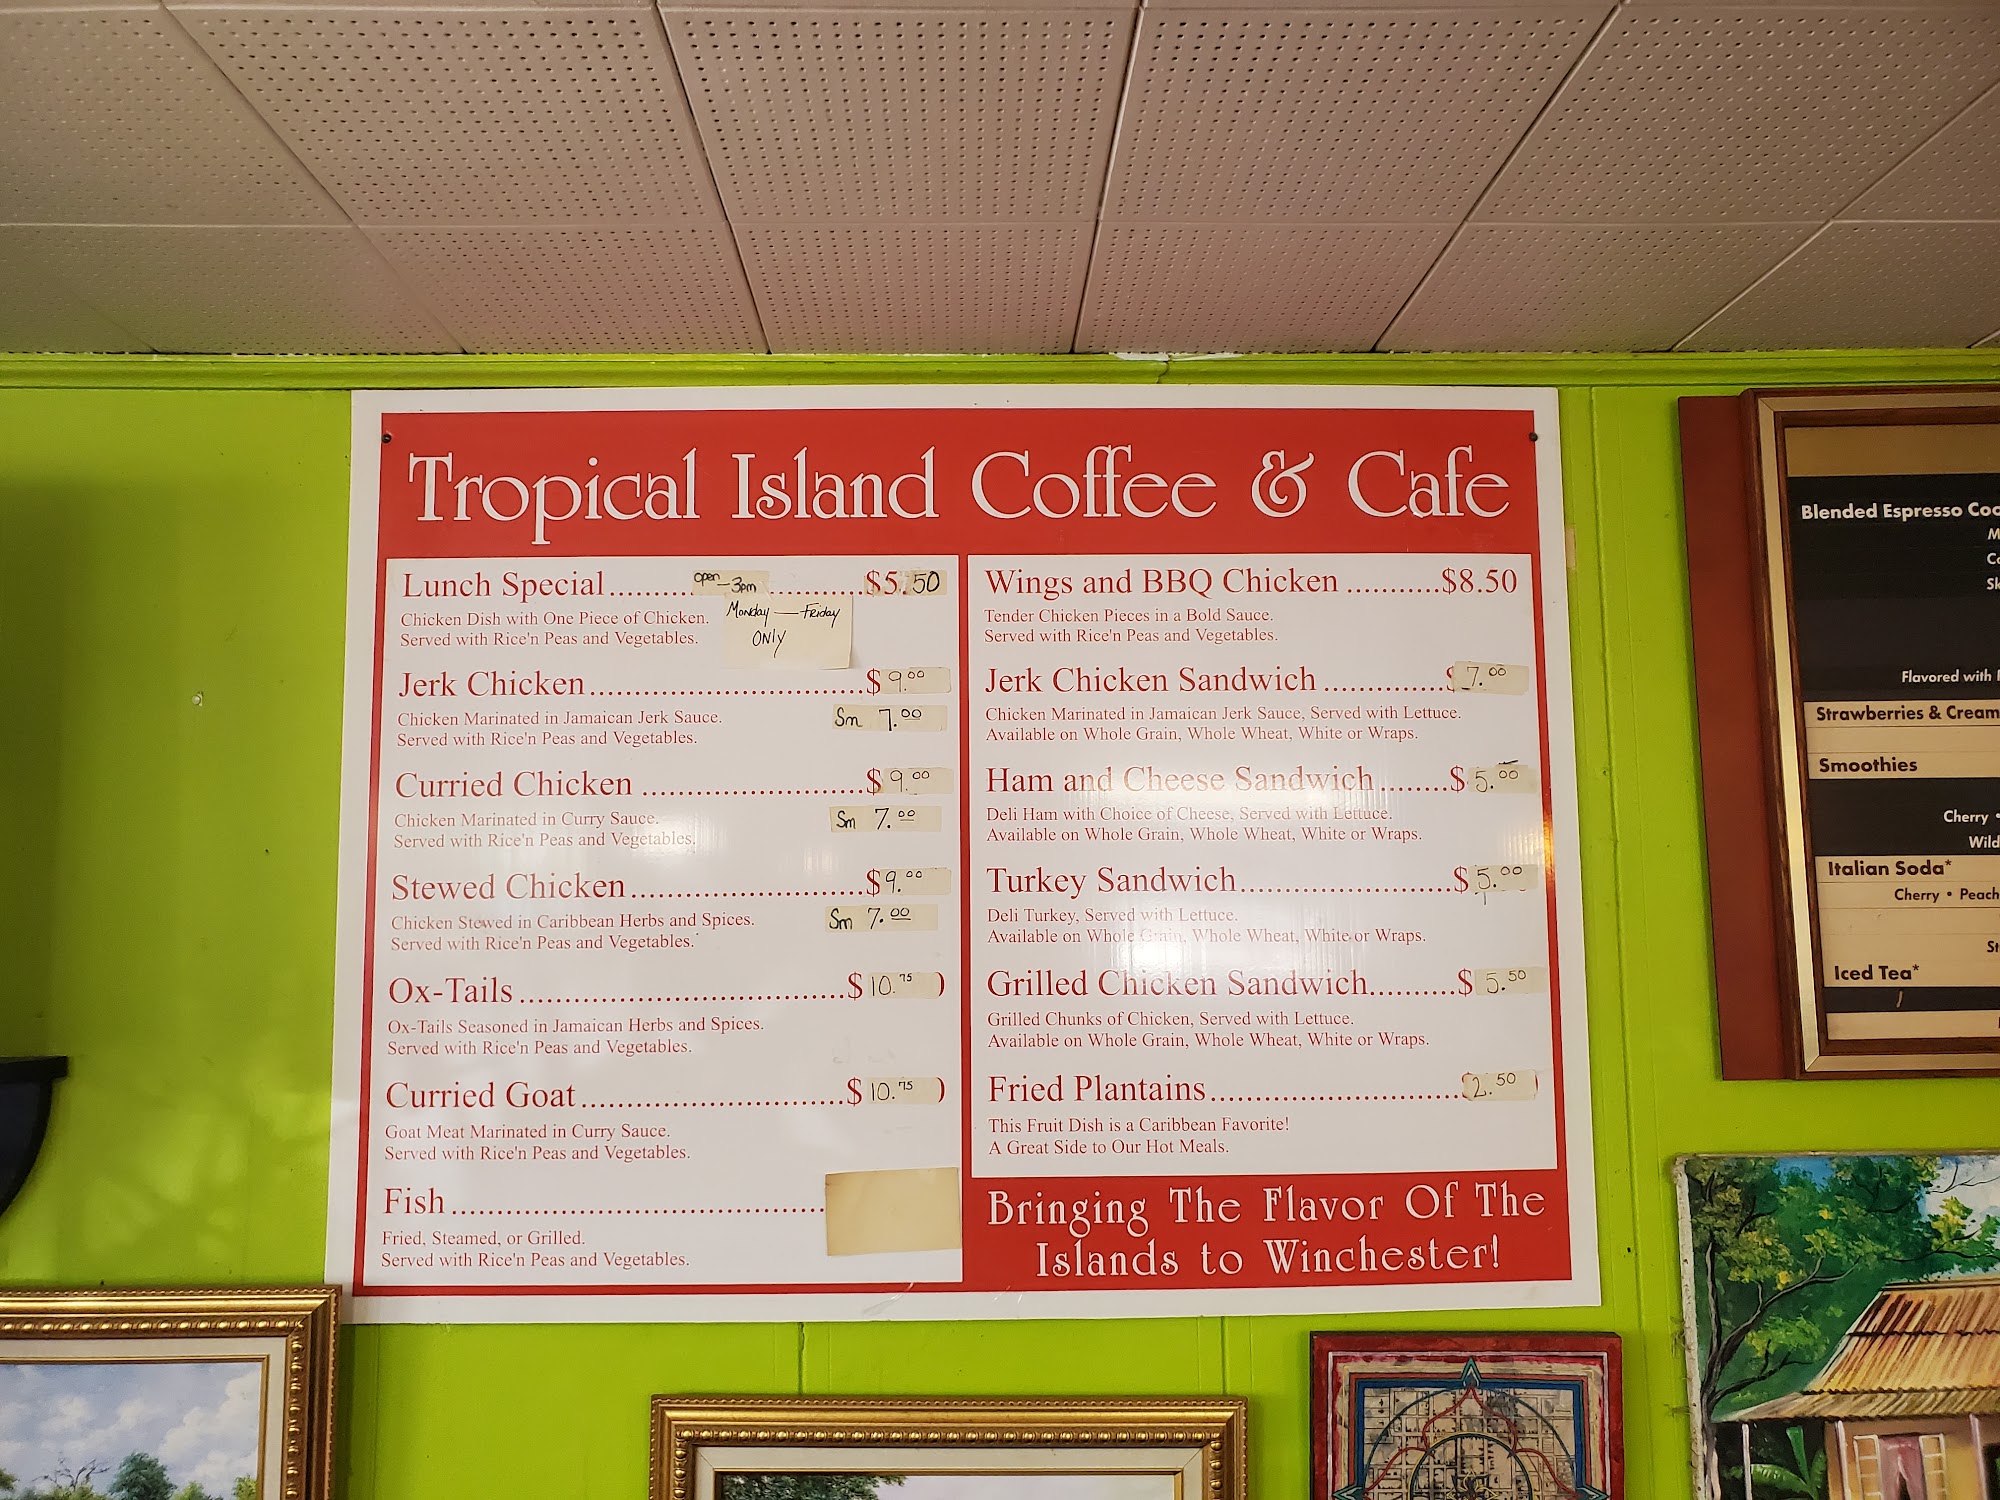 Tropical Island Coffee & Cafe
Lunch Special.......open - 3pm..........$5.50
Monday — Friday
ONLY
Chicken Dish with One Piece of Chicken.
Served with Rice'n Peas and Vegetables.
Jerk Chicken...............................$9.00
Sm 7.00
Chicken Marinated in Jamaican Jerk Sauce.
Served with Rice'n Peas and Vegetables.
Curried Chicken .........................$9.00
Sm 7.00
Chicken Marinated in Curry Sauce.
Served with Rice'n Peas and Vegetables.
Stewed Chicken..........................$9.00
Sm 7.00
Chicken Stewed in Caribbean Herbs and Spices.
Served with Rice'n Peas and Vegetables.
Ox-Tails....................................$10.75
Ox-Tails Seasoned in Jamaican Herbs and Spices.
Served with Rice'n Peas and Vegetables.
Curried Goat.............................$10.75
Goat Meat Marinated in Curry Sauce.
Served with Rice'n Peas and Vegetables.
Fish.........................................
Fried, Steamed, or Grilled.
Served with Rice'n Peas and Vegetables.
Wings and BBQ Chicken ...........$8.50
Tender Chicken Pieces in a Bold Sauce.
Served with Rice'n Peas and Vegetables.
Jerk Chicken Sandwich ..............$7.00
Chicken Marinated in Jamaican Jerk Sauce, Served with Lettuce.
Available on Whole Grain, Whole Wheat, White or Wraps.
Ham and Cheese Sandwich........$5.00
Deli Ham with Choice of Cheese, Served with Lettuce.
Available on Whole Grain, Whole Wheat, White or Wraps.
Turkey Sandwich........................$5.00
Deli Turkey, Served with Lettuce.
Available on Whole Grain, Whole Wheat, White or Wraps.
Grilled Chicken Sandwich..........$5.50
Grilled Chunks of Chicken, Served with Lettuce.
Available on Whole Grain, Whole Wheat, White or Wraps.
Fried Plantains............................2.50
This Fruit Dish is a Caribbean Favorite!
A Great Side to Our Hot Meals.
Bringing The Flavor Of The
Islands to Winchester!
Blended Espresso
Flavored with
Strawberries & Cream
Smoothies
Cherry •
Wild
Italian Soda*
Cherry • Peach
Iced Tea*